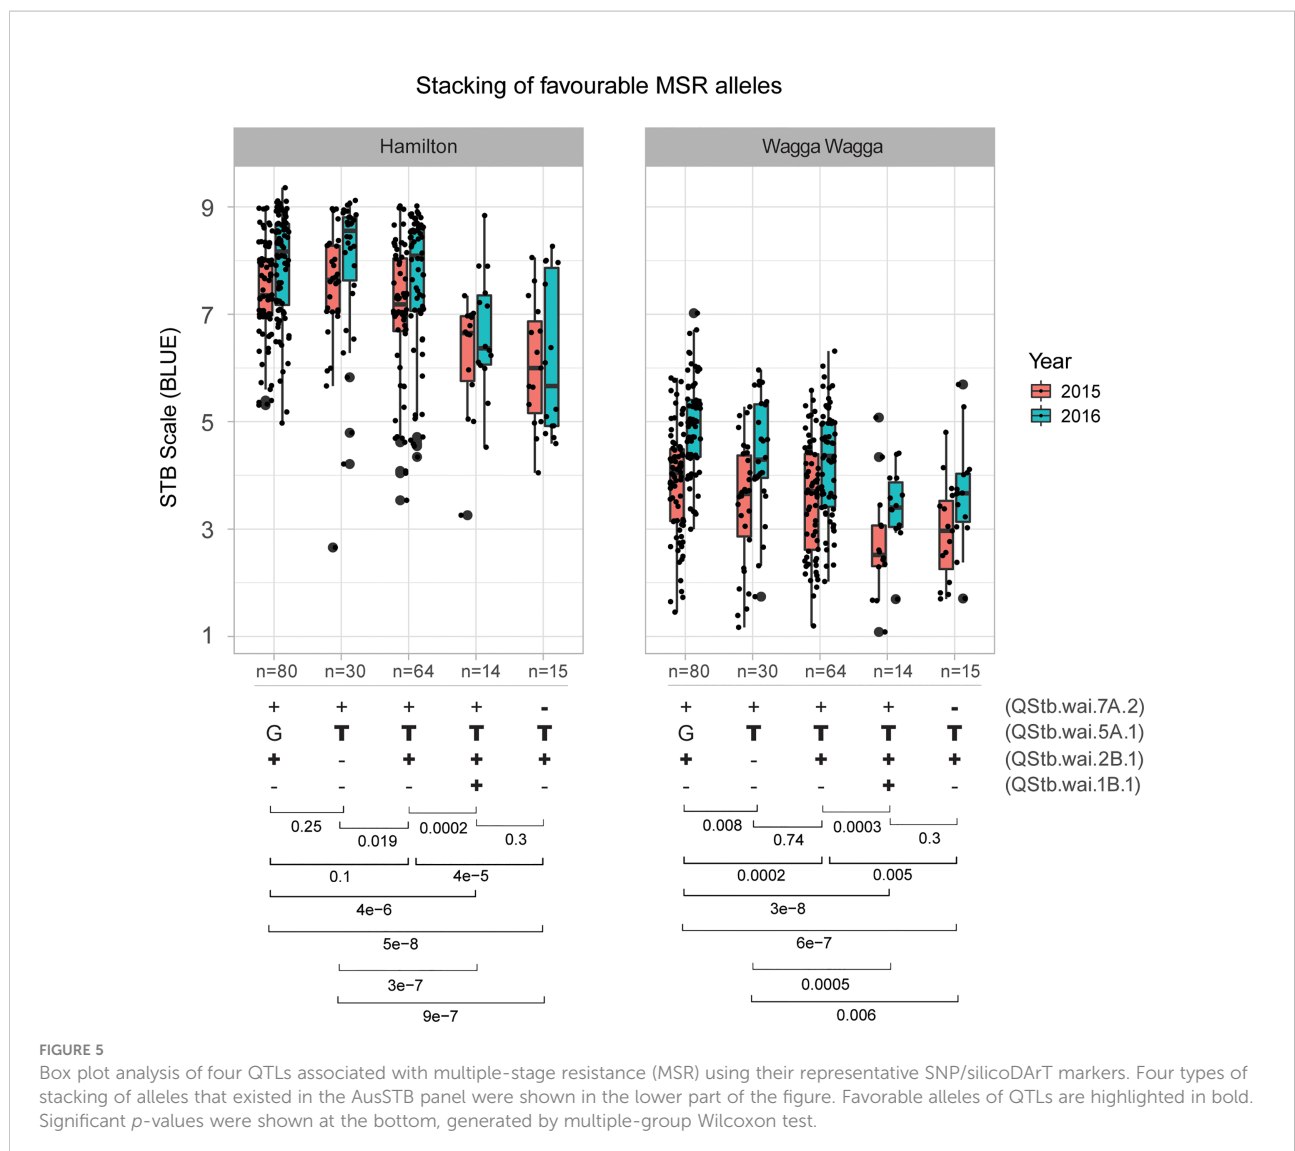 Stacking of favourable MSR alleles
Hamilton
Wagga Wagga
STB Scale (BLUE)
9
7
5
3
1
Year
2015
2016
n=80 n=30 n=64 n=14 n=15
n=80 n=30 n=64 n=14 n=15
+ + + + -
+ + + + - (QStb.wai.7A.2)
G T T T T
G T T T T (QStb.wai.5A.1)
+ - + + +
+ - + + + (QStb.wai.2B.1)
- - - + -
- - - + - (QStb.wai.1B.1)
0.25 0.019 0.0002 0.3
0.1 4e−5
4e−6
5e−8
3e−7
9e−7
0.008 0.74 0.0003 0.3
0.0002 0.005
3e−8
6e−7
0.0005
0.006
FIGURE 5
Box plot analysis of four QTLs associated with multiple-stage resistance (MSR) using their representative SNP/silicoDArT markers. Four types of
stacking of alleles that existed in the AusSTB panel were shown in the lower part of the figure. Favorable alleles of QTLs are highlighted in bold.
Significant p-values were shown at the bottom, generated by multiple-group Wilcoxon test.